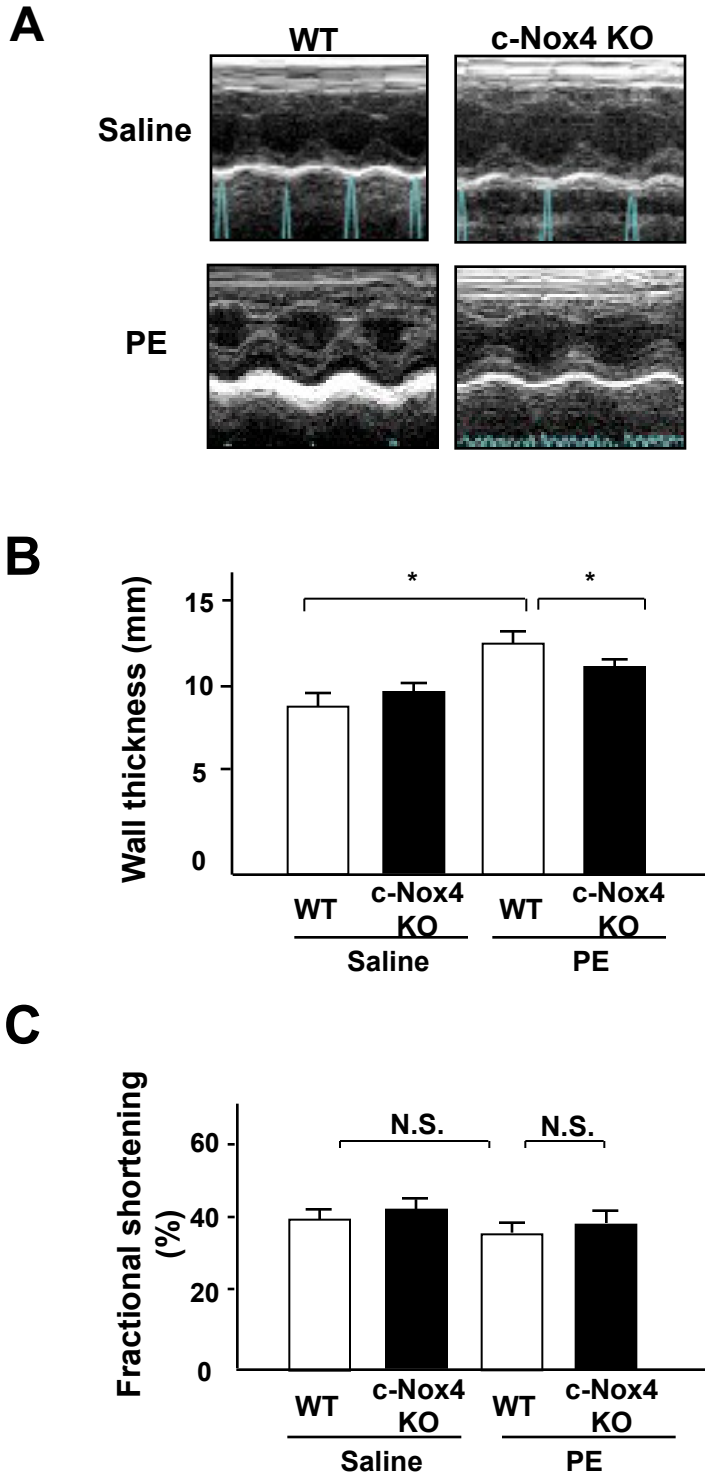 A
WT
c-Nox4 KO
Saline
PE
B
Wall thickness (mm)
15
10
5
0
*
*
WT
c-Nox4
KO
WT
c-Nox4
KO
Saline
PE
C
Fractional shortening
(%)
60
40
20
0
N.S.
N.S.
WT
c-Nox4
KO
WT
c-Nox4
KO
Saline
PE